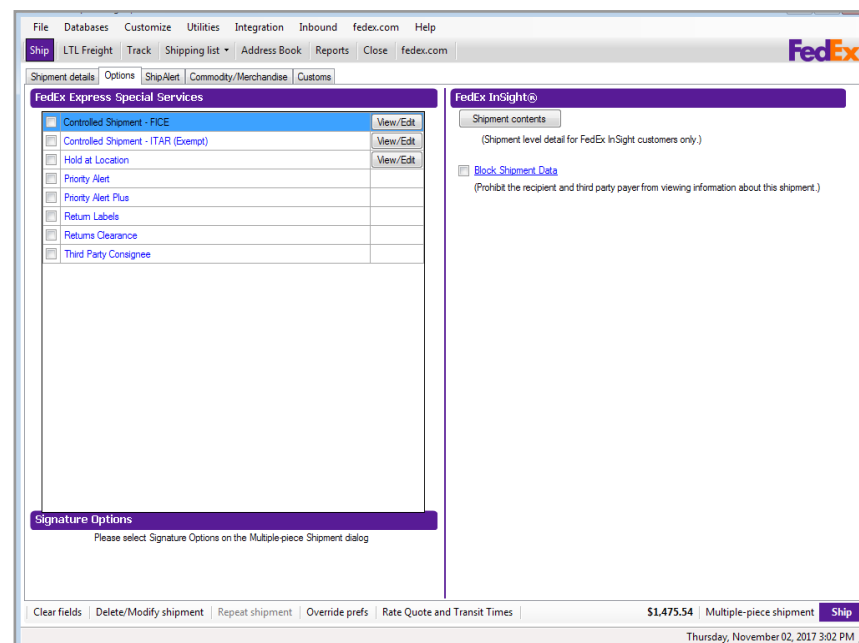 File Databases Customize Utilities Integration Inbound fedex.com Help
Ship LTL Freight Track Shipping list Address Book Reports Close fedex.com
FedEx
Shipment details Options ShipAlert Commodity/Merchandise Customs
FedEx Express Special Services
Controlled Shipment - FICE View/Edit
Controlled Shipment - ITAR (Exempt) View/Edit
Hold at Location View/Edit
Priority Alert
Priority Alert Plus
Return Labels
Returns Clearance
Third Party Consignee
Signature Options
Please select Signature Options on the Multiple-piece Shipment dialog
FedEx InSight®
Shipment contents
(Shipment level detail for FedEx InSight customers only.)
Block Shipment Data
(Prohibit the recipient and third party payer from viewing information about this shipment.)
Clear fields Delete/Modify shipment Repeat shipment Override prefs Rate Quote and Transit Times $1,475.54 Multiple-piece shipment Ship
Thursday, November 02, 2017 3:02 PM